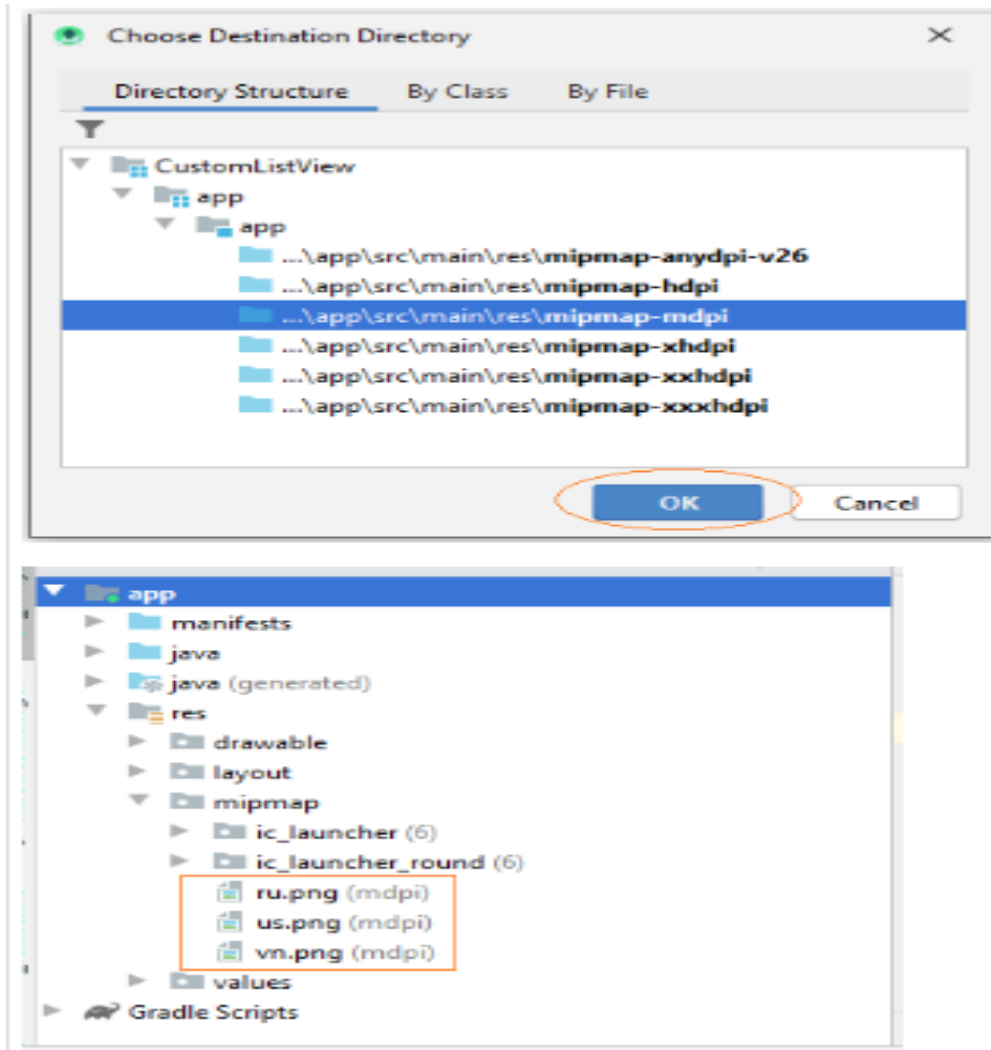 Choose Destination Directory
Directory Structure By Class By File
CustomListView
app
app
...\app\src\main\res\mipmap-anydpi-v26
...\app\src\main\res\mipmap-hdpi
...\app\src\main\res\mipmap-mdpi
...\app\src\main\res\mipmap-xhdpi
...\app\src\main\res\mipmap-xxhdpi
...\app\src\main\res\mipmap-xxxhdpi
OK Cancel
app
manifests
java
java (generated)
res
drawable
layout
mipmap
ic_launcher (6)
ic_launcher_round (6)
ru.png (mdpi)
us.png (mdpi)
vn.png (mdpi)
values
Gradle Scripts